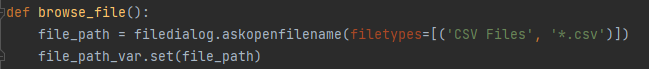 def browse_file():
    file_path = filedialog.askopenfilename(filetypes=[('CSV Files', '*.csv')])
    file_path_var.set(file_path)